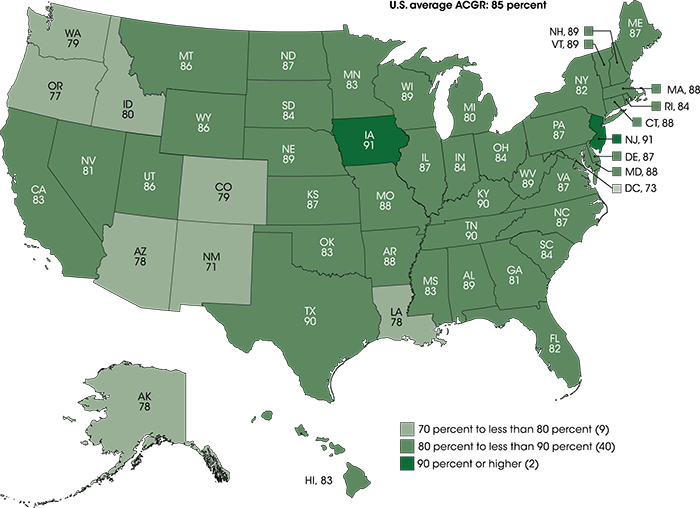 U.S. average ACGR: 85 percent
WA
79
OR
77
ID
80
MT
86
ND
87
MN
83
WI
89
MI
80
NY
82
ME
87
NH, 89
VT, 89
MA, 88
RI, 84
CT, 88
NJ, 91
DE, 87
MD, 88
DC, 73
PA
87
WY
86
SD
84
IA
91
NE
89
NV
81
UT
86
CO
79
CA
83
KS
87
MO
88
IL
87
IN
84
OH
84
WV
89
VA
87
KY
90
TN
90
NC
87
SC
84
AZ
78
NM
71
OK
83
AR
88
TX
90
LA
78
MS
83
AL
89
GA
81
FL
82
AK
78
HI, 83
70 percent to less than 80 percent (9)
80 percent to less than 90 percent (40)
90 percent or higher (2)